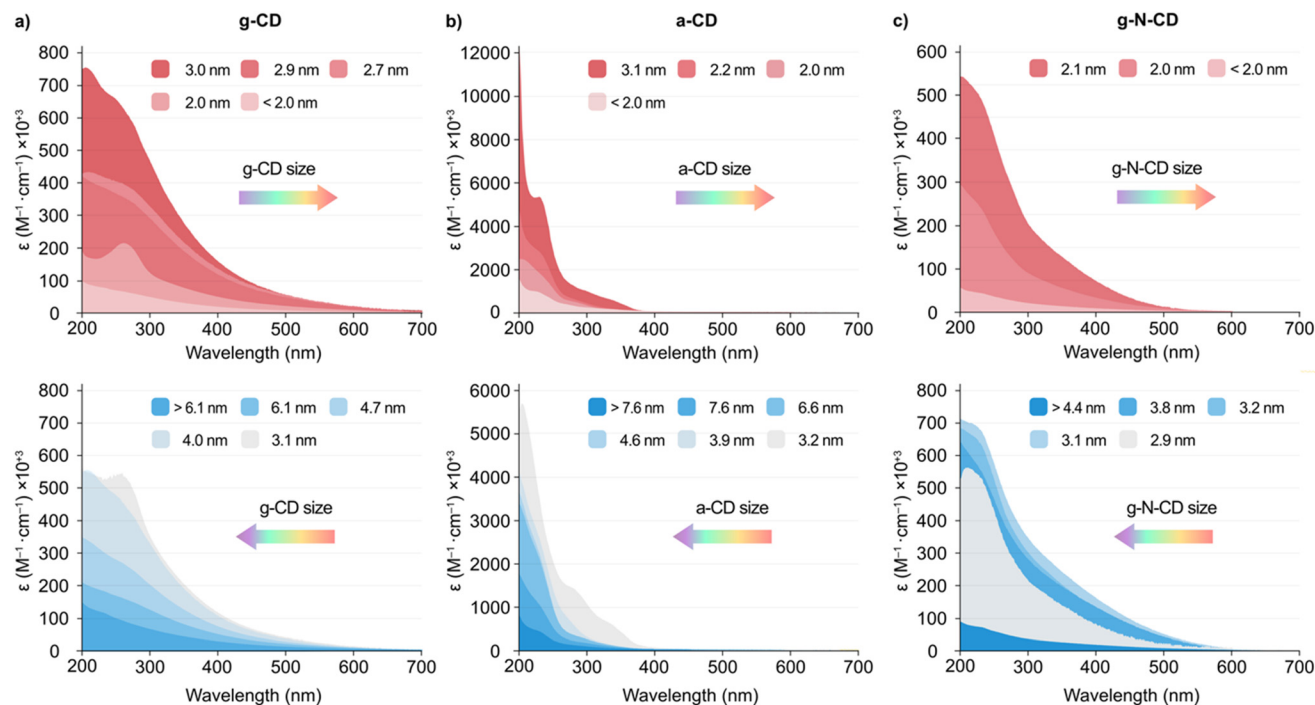 a) g-CD
800
700
600
500
400
300
200
100
0
ε (M⁻¹ ·cm⁻¹) ×10⁺³
3.0 nm 2.9 nm 2.7 nm
2.0 nm < 2.0 nm
g-CD size
200 300 400 500 600 700
Wavelength (nm)
b) a-CD
12000
10000
8000
6000
4000
2000
0
ε (M⁻¹ ·cm⁻¹) ×10⁺³
3.1 nm 2.2 nm 2.0 nm
< 2.0 nm
a-CD size
200 300 400 500 600 700
Wavelength (nm)
c) g-N-CD
600
500
400
300
200
100
0
ε (M⁻¹ ·cm⁻¹) ×10⁺³
2.1 nm 2.0 nm < 2.0 nm
g-N-CD size
200 300 400 500 600 700
Wavelength (nm)
800
700
600
500
400
300
200
100
0
ε (M⁻¹ ·cm⁻¹) ×10⁺³
> 6.1 nm 6.1 nm 4.7 nm
4.0 nm 3.1 nm
g-CD size
200 300 400 500 600 700
Wavelength (nm)
6000
5000
4000
3000
2000
1000
0
ε (M⁻¹ ·cm⁻¹) ×10⁺³
> 7.6 nm 7.6 nm 6.6 nm
4.6 nm 3.9 nm 3.2 nm
a-CD size
200 300 400 500 600 700
Wavelength (nm)
800
700
600
500
400
300
200
100
0
ε (M⁻¹ ·cm⁻¹) ×10⁺³
> 4.4 nm 3.8 nm 3.2 nm
3.1 nm 2.9 nm
g-N-CD size
200 300 400 500 600 700
Wavelength (nm)